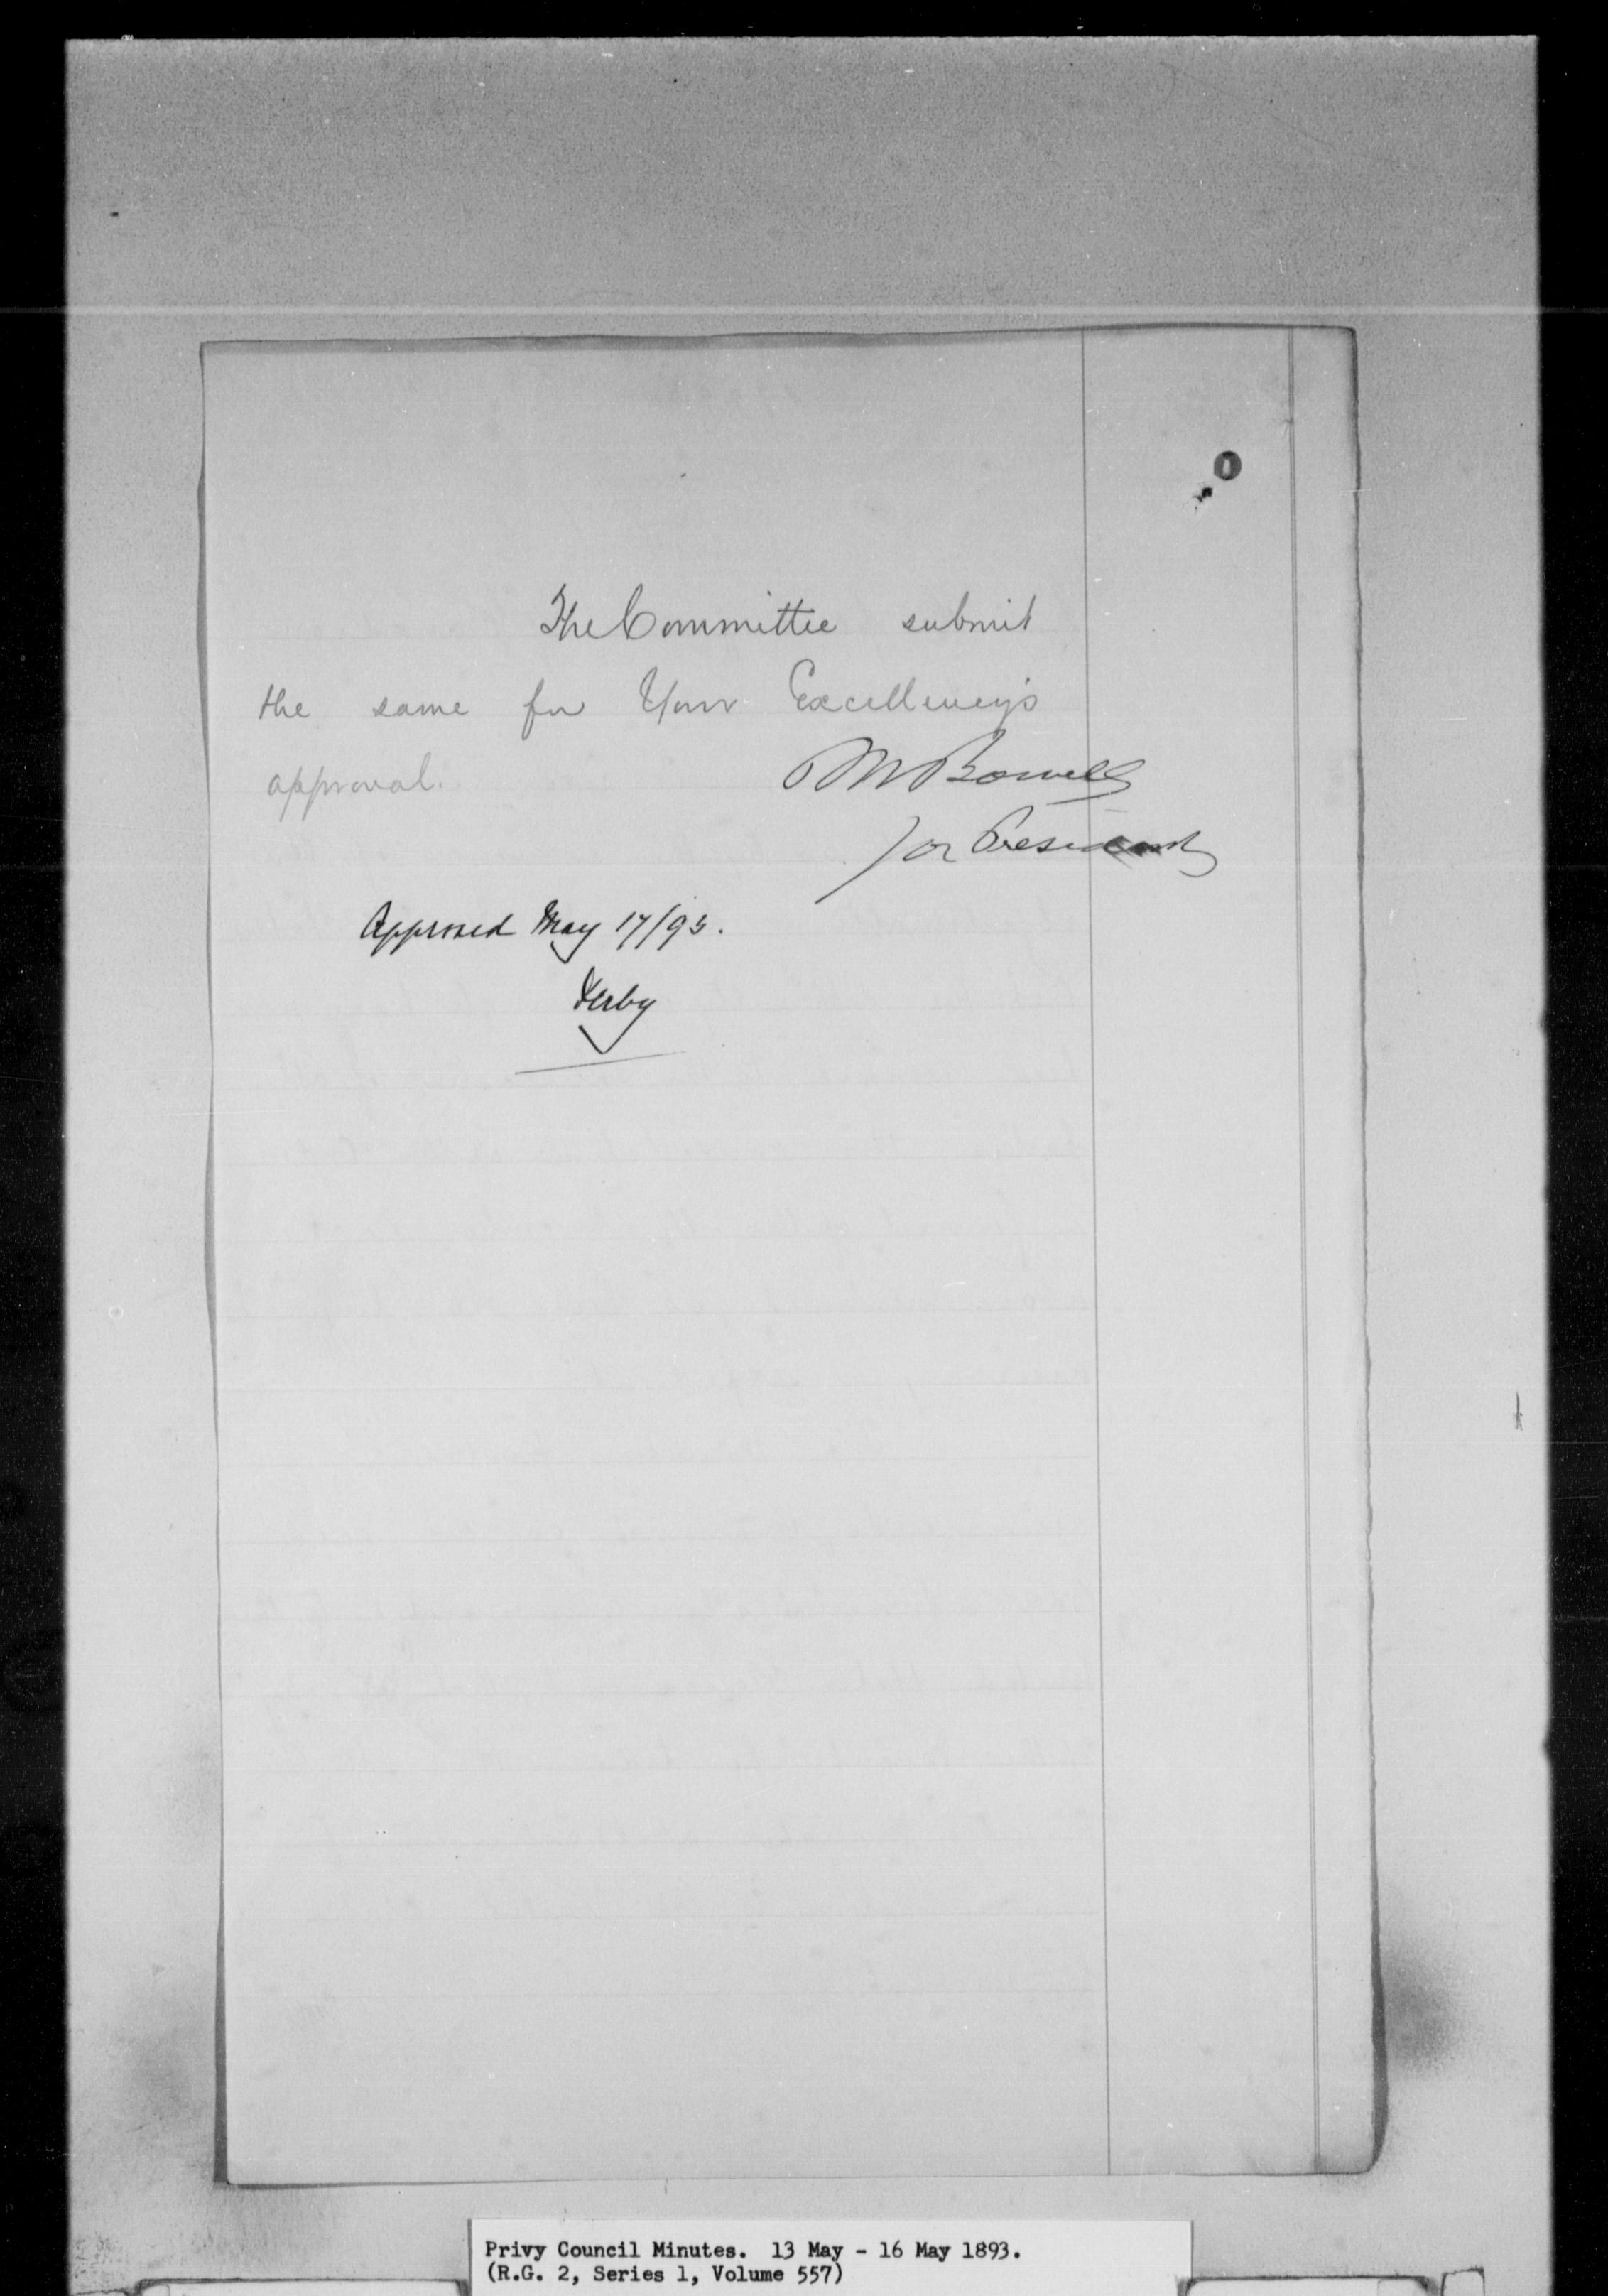 The Committee submit
the same for Your Excellency's
approval.
M Bowell
for President
Approved May 17/93.
Derby
Privy Council Minutes. 13 May - 16 May 1893.
(R.G. 2, Series 1, Volume 557)